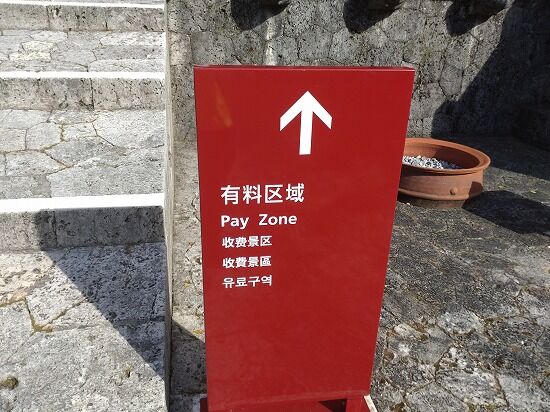 有料区域
Pay Zone
收费景区
收費景區
유료구역